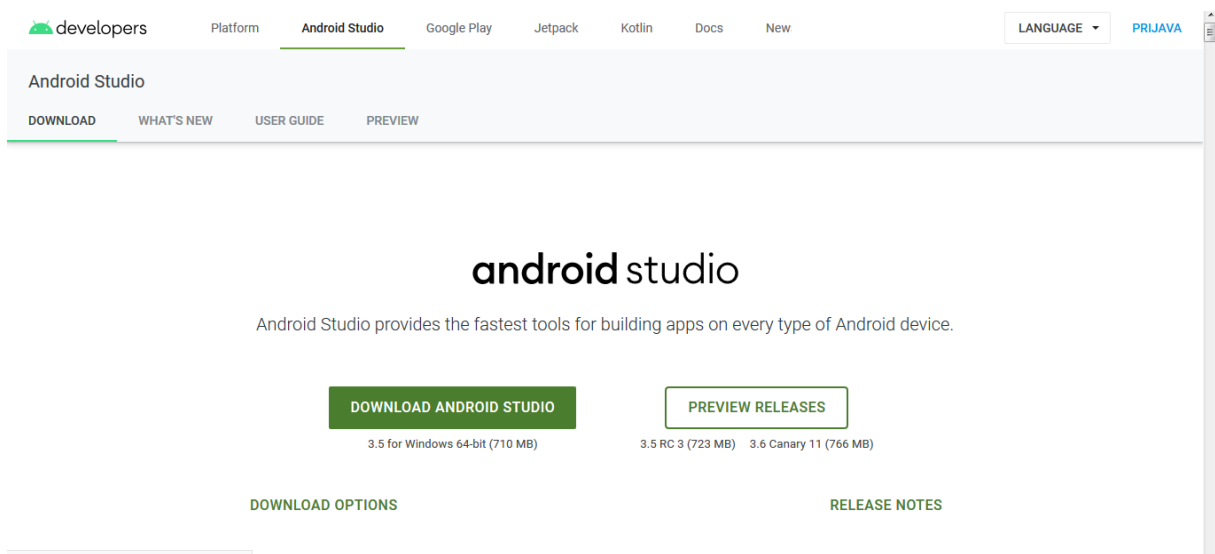 developers Platform Android Studio Google Play Jetpack Kotlin Docs New LANGUAGE PRIJAVA
Android Studio
DOWNLOAD WHAT'S NEW USER GUIDE PREVIEW
android studio
Android Studio provides the fastest tools for building apps on every type of Android device.
DOWNLOAD ANDROID STUDIO PREVIEW RELEASES
3.5 for Windows 64-bit (710 MB) 3.5 RC 3 (723 MB) 3.6 Canary 11 (766 MB)
DOWNLOAD OPTIONS RELEASE NOTES